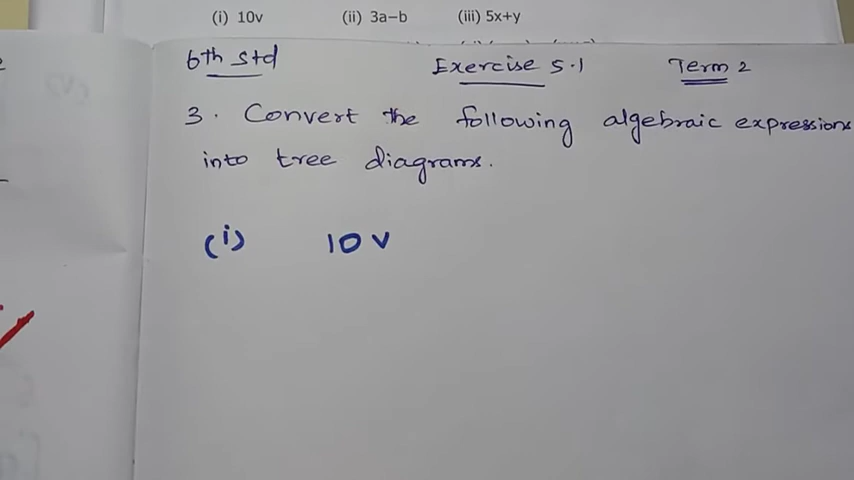 (i) 10v (ii) 3a–b (iii) 5x+y
6th Std Exercise 5.1 Term 2
3. Convert the following algebraic expressions
into tree diagrams.
(i) 10v